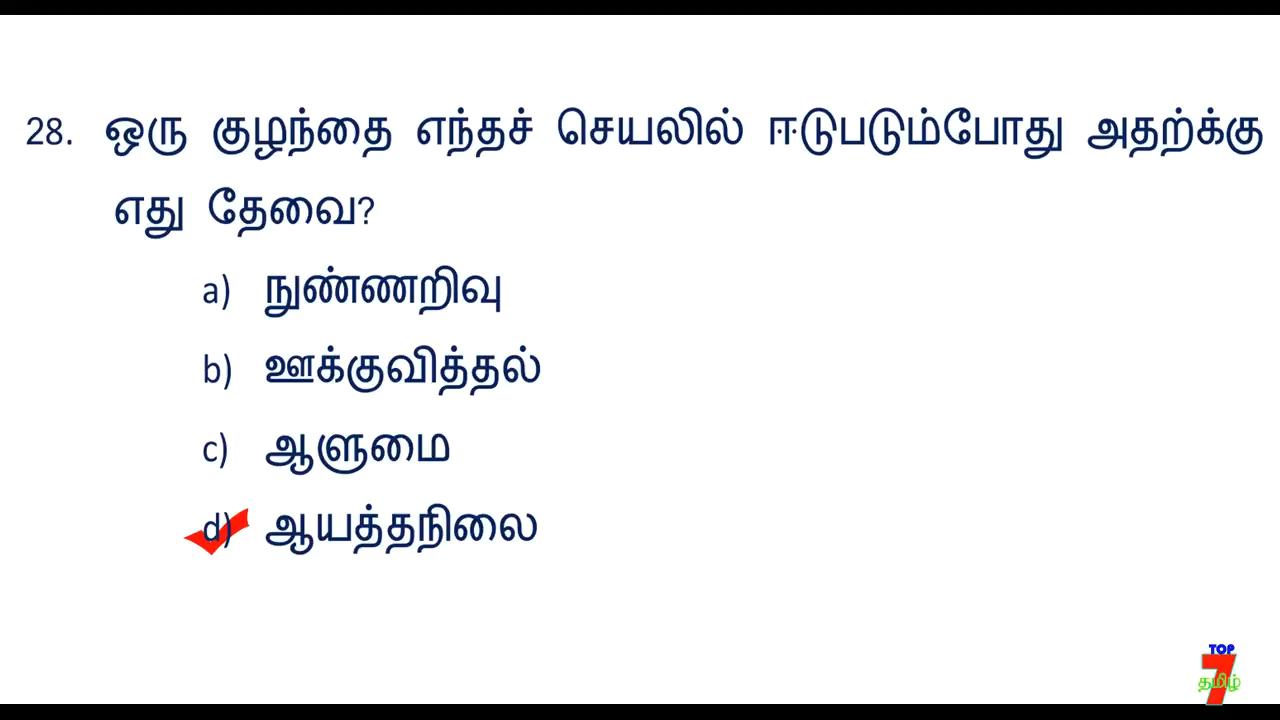 28. ஒரு குழந்தை எந்தச் செயலில் ஈடுபடும்போது அதற்க்கு
எது தேவை?
a) நுண்ணறிவு
b) ஊக்குவித்தல்
c) ஆளுமை
d) ஆயத்தநிலை
TOP
7
தமிழ்